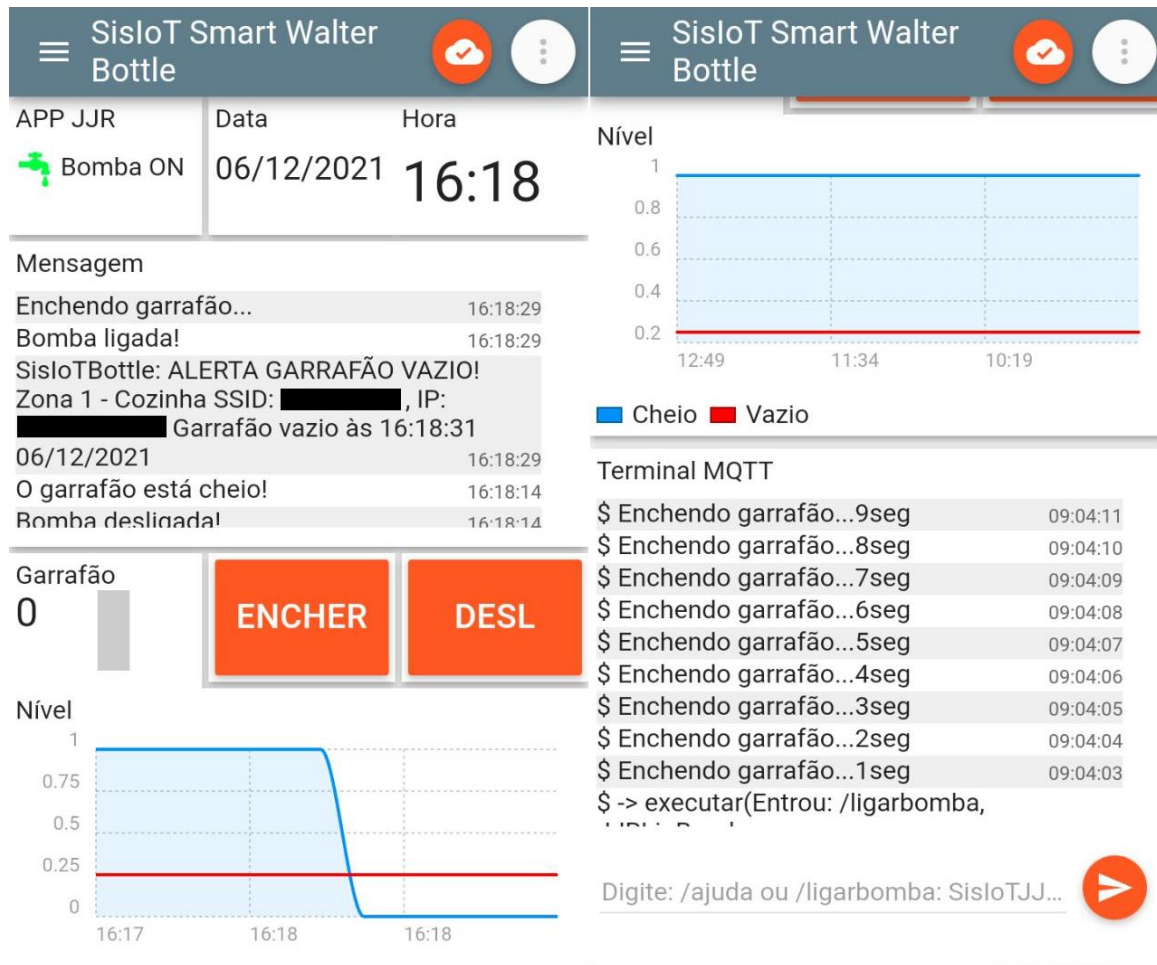 SisIoT Smart Walter
Bottle
APP JJR
Data
Hora
Bomba ON
06/12/2021
16:18
Mensagem
Enchendo garrafão... 16:18:29
Bomba ligada! 16:18:29
SisIoTBottle: ALERTA GARRAFÃO VAZIO!
Zona 1 - Cozinha SSID: , IP:
Garrafão vazio às 16:18:31
06/12/2021 16:18:29
O garrafão está cheio! 16:18:14
Bomba desligada! 16:18:14
Garrafão
0
ENCHER
DESL
Nível
1
0.75
0.5
0.25
0
16:17 16:18 16:18
SisIoT Smart Walter
Bottle
Nível
1
0.8
0.6
0.4
0.2
12:49 11:34 10:19
Cheio Vazio
Terminal MQTT
$ Enchendo garrafão...9seg 09:04:11
$ Enchendo garrafão...8seg 09:04:10
$ Enchendo garrafão...7seg 09:04:09
$ Enchendo garrafão...6seg 09:04:08
$ Enchendo garrafão...5seg 09:04:07
$ Enchendo garrafão...4seg 09:04:06
$ Enchendo garrafão...3seg 09:04:05
$ Enchendo garrafão...2seg 09:04:04
$ Enchendo garrafão...1seg 09:04:03
$ -> executar(Entrou: /ligarbomba,
Digite: /ajuda ou /ligarbomba: SisIoTJJ...